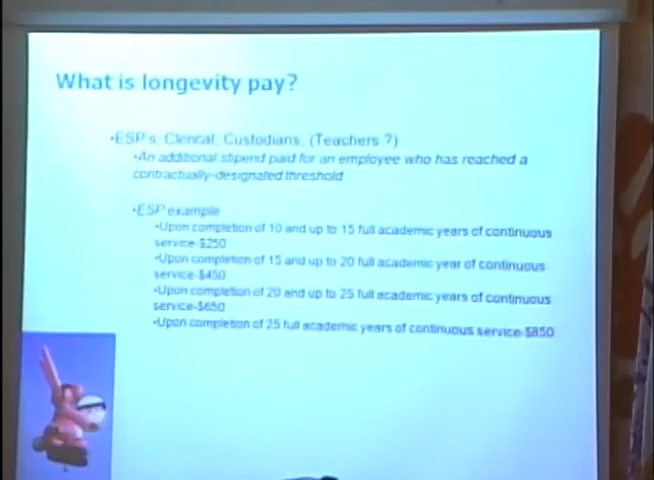 What is longevity pay?
•ESP's, Clerical, Custodians, (Teachers ?)
•An additional stipend paid for an employee who has reached a
contractually-designated threshold
•ESP example
•Upon completion of 10 and up to 15 full academic years of continuous
service-$250
•Upon completion of 15 and up to 20 full academic year of continuous
service-$450
•Upon completion of 20 and up to 25 full academic years of continuous
service-$650
•Upon completion of 25 full academic years of continuous service-$850